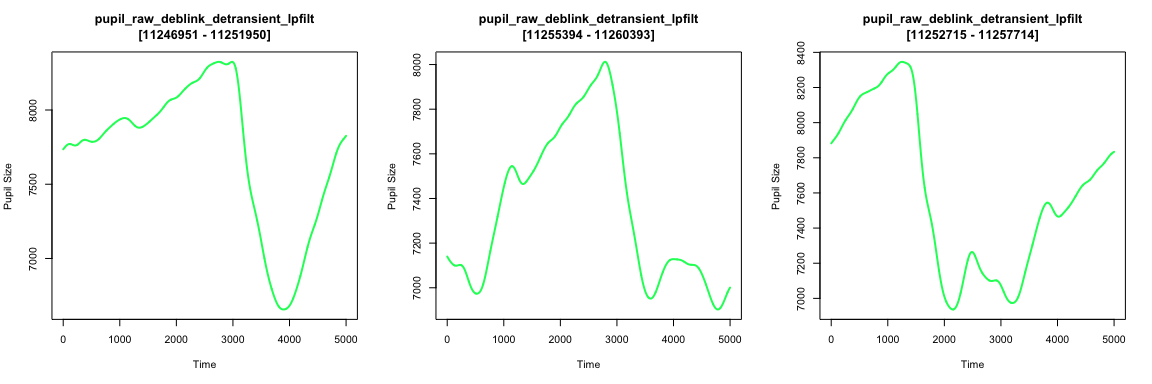 pupil_raw_deblink_detransient_lpfilt
[11246951 - 11251950]
Pupil Size
8000
7500
7000
0 1000 2000 3000 4000 5000
Time
pupil_raw_deblink_detransient_lpfilt
[11255394 - 11260393]
Pupil Size
8000
7800
7600
7400
7200
7000
0 1000 2000 3000 4000 5000
Time
pupil_raw_deblink_detransient_lpfilt
[11252715 - 11257714]
Pupil Size
8400
8200
8000
7800
7600
7400
7200
7000
0 1000 2000 3000 4000 5000
Time